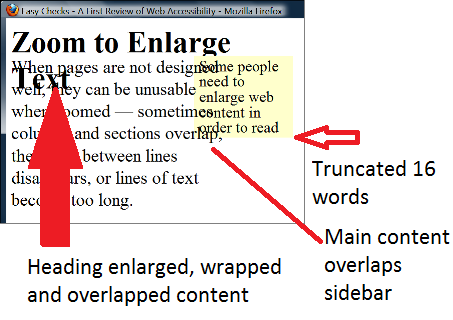 Easy Checks - A First Review of Web Accessibility - Mozilla Firefox
Zoom to Enlarge
Text
When pages are not designed
well, they can be unusable
when zoomed — sometimes
columns and sections overlap,
the space between lines
disappears, or lines of text
become too long.
Some people
need to
enlarge web
content in
order to read
Truncated 16
words
Main content
overlaps
sidebar
Heading enlarged, wrapped
and overlapped content